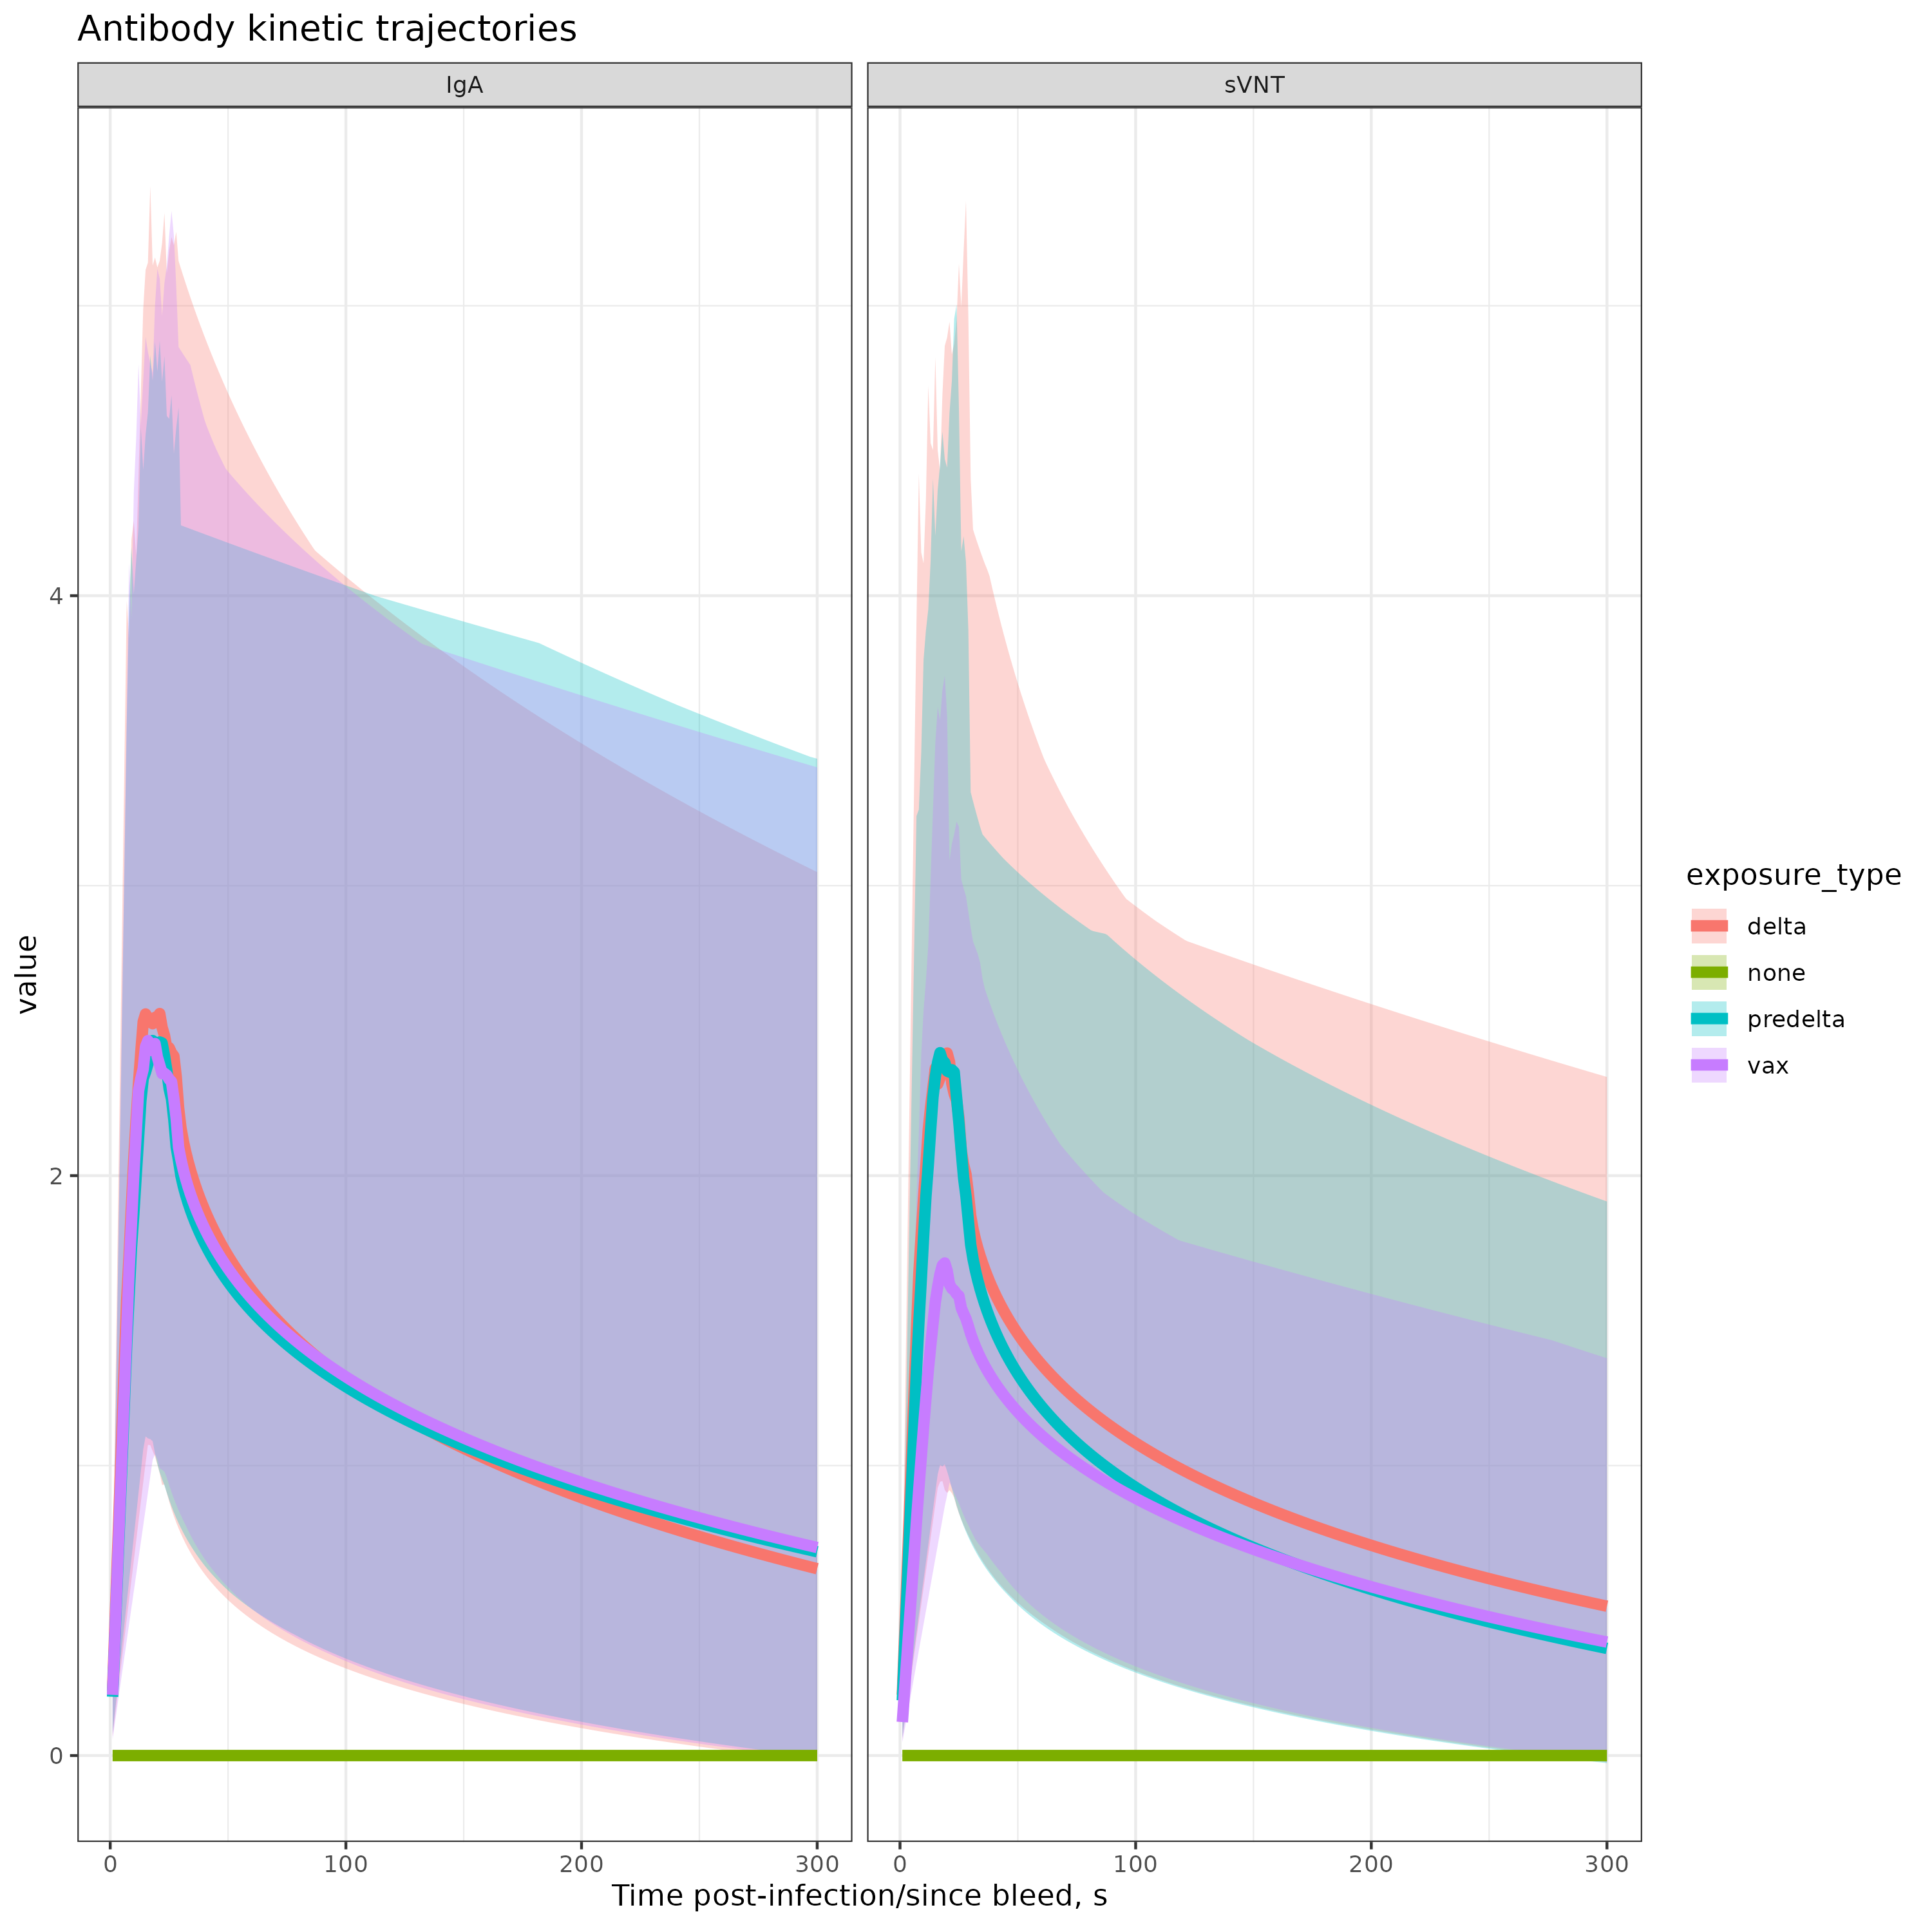 Antibody kinetic trajectories
IgA
sVNT
value
4
2
0
0
100
200
300
0
100
200
300
Time post-infection/since bleed, s
exposure_type
delta
none
predelta
vax